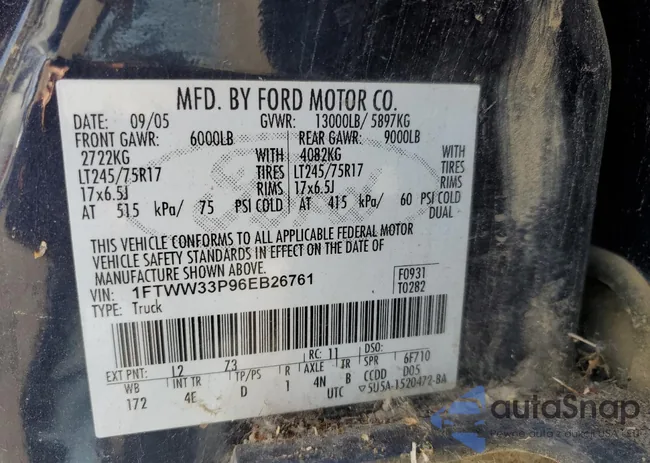 MFD. BY FORD MOTOR CO.
DATE: 09/05 GVWR: 13000LB/ 5897KG
FRONT GAWR: 6000LB REAR GAWR: 9000LB
2722KG WITH 4082KG WITH
LT245/75R17 TIRES LT245/75R17 TIRES
17x6.5J RIMS 17x6.5J RIMS
AT 515 kPa/ 75 PSI COLD AT 415 kPa/ 60 PSI COLD
DUAL
THIS VEHICLE CONFORMS TO ALL APPLICABLE FEDERAL MOTOR
VEHICLE SAFETY STANDARDS IN EFFECT ON THE DATE OF
MANUFACTURE SHOWN ABOVE.
VIN: 1FTWW33P96EB26761 F0931
TYPE: Truck T0282
EXT PNT: L2 73 RC: 11 DSO:
WB INT TR TP/PS R AXLE TR SPR 6F710
172 4E D 1 4N B CCDD D05
UTC 5U5A-1520472-BA
autoSnap